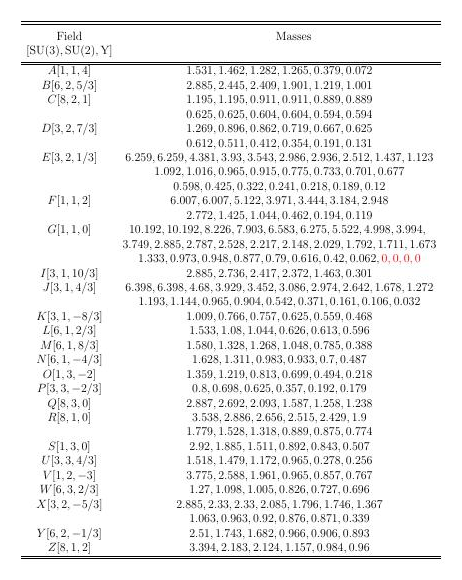 Field Masses
[SU(3), SU(2), Y]
A[1, 1, 4] 1.531, 1.462, 1.282, 1.265, 0.379, 0.072
B[6, 2, 5/3] 2.885, 2.445, 2.409, 1.901, 1.219, 1.001
C[8, 2, 1] 1.195, 1.195, 0.911, 0.911, 0.889, 0.889
0.625, 0.625, 0.604, 0.604, 0.594, 0.594
D[3, 2, 7/3] 1.269, 0.896, 0.862, 0.719, 0.667, 0.625
0.612, 0.511, 0.412, 0.354, 0.191, 0.131
E[3, 2, 1/3] 6.259, 6.259, 4.381, 3.93, 3.543, 2.986, 2.936, 2.512, 1.437, 1.123
1.092, 1.016, 0.965, 0.915, 0.775, 0.733, 0.701, 0.677
0.598, 0.425, 0.322, 0.241, 0.218, 0.189, 0.12
F[1, 1, 2] 6.007, 6.007, 5.122, 3.971, 3.444, 3.184, 2.948
2.772, 1.425, 1.044, 0.462, 0.194, 0.119
G[1, 1, 0] 10.192, 10.192, 8.226, 7.903, 6.583, 6.275, 5.522, 4.998, 3.994,
3.749, 2.885, 2.787, 2.528, 2.217, 2.148, 2.029, 1.792, 1.711, 1.673
1.333, 0.973, 0.948, 0.877, 0.79, 0.616, 0.42, 0.062, 0, 0, 0, 0
I[3, 1, 10/3] 2.885, 2.736, 2.417, 2.372, 1.463, 0.301
J[3, 1, 4/3] 6.398, 6.398, 4.68, 3.929, 3.452, 3.086, 2.974, 2.642, 1.678, 1.272
1.193, 1.144, 0.965, 0.904, 0.542, 0.371, 0.161, 0.106, 0.032
K[3, 1, −8/3] 1.009, 0.766, 0.757, 0.625, 0.559, 0.468
L[6, 1, 2/3] 1.533, 1.08, 1.044, 0.626, 0.613, 0.596
M[6, 1, 8/3] 1.580, 1.328, 1.268, 1.048, 0.785, 0.388
N[6, 1, −4/3] 1.628, 1.311, 0.983, 0.933, 0.7, 0.487
O[1, 3, −2] 1.359, 1.219, 0.813, 0.699, 0.494, 0.218
P[3, 3, −2/3] 0.8, 0.698, 0.625, 0.357, 0.192, 0.179
Q[8, 3, 0] 2.887, 2.692, 2.093, 1.587, 1.258, 1.238
R[8, 1, 0] 3.538, 2.886, 2.656, 2.515, 2.429, 1.9
1.779, 1.528, 1.318, 0.889, 0.875, 0.774
S[1, 3, 0] 2.92, 1.885, 1.511, 0.892, 0.843, 0.507
U[3, 3, 4/3] 1.518, 1.479, 1.172, 0.965, 0.278, 0.256
V[1, 2, −3] 3.775, 2.588, 1.961, 0.965, 0.857, 0.767
W[6, 3, 2/3] 1.27, 1.098, 1.005, 0.826, 0.727, 0.696
X[3, 2, −5/3] 2.885, 2.33, 2.33, 2.085, 1.796, 1.746, 1.367
1.063, 0.963, 0.92, 0.876, 0.871, 0.339
Y[6, 2, −1/3] 2.51, 1.743, 1.682, 0.966, 0.906, 0.893
Z[8, 1, 2] 3.394, 2.183, 2.124, 1.157, 0.984, 0.96